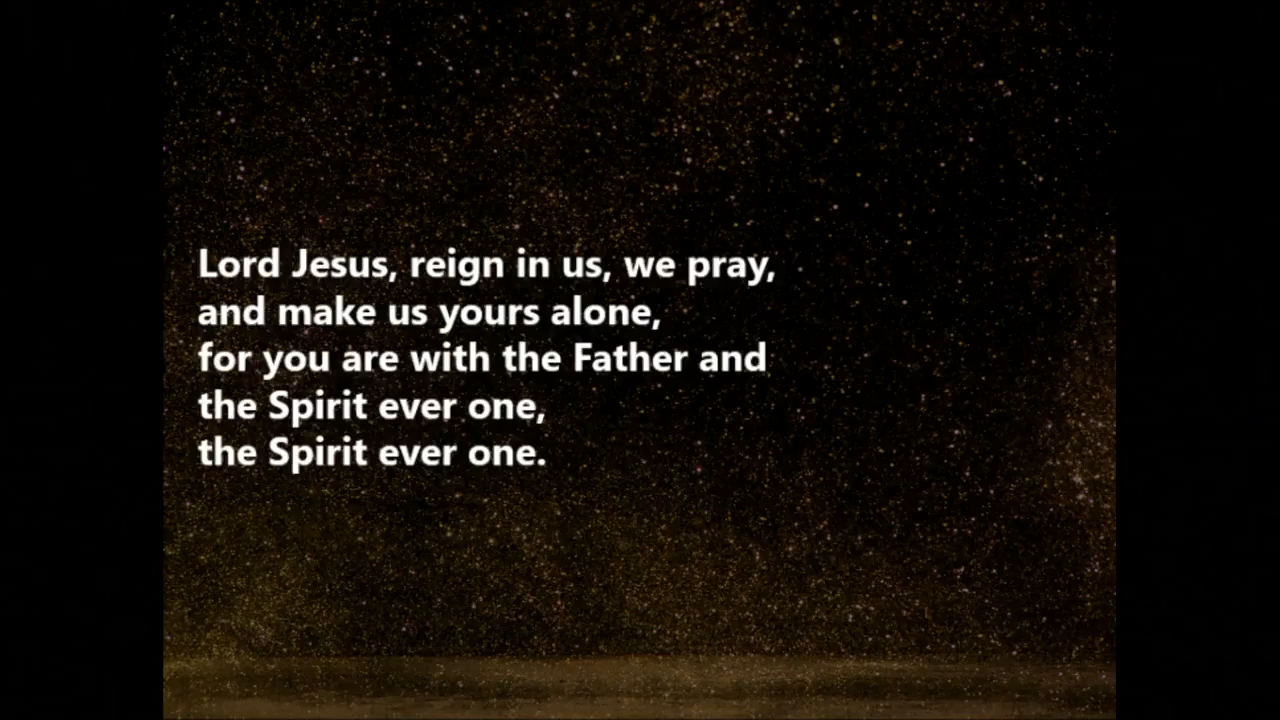 Lord Jesus, reign in us, we pray,
and make us yours alone,
for you are with the Father and
the Spirit ever one,
the Spirit ever one.